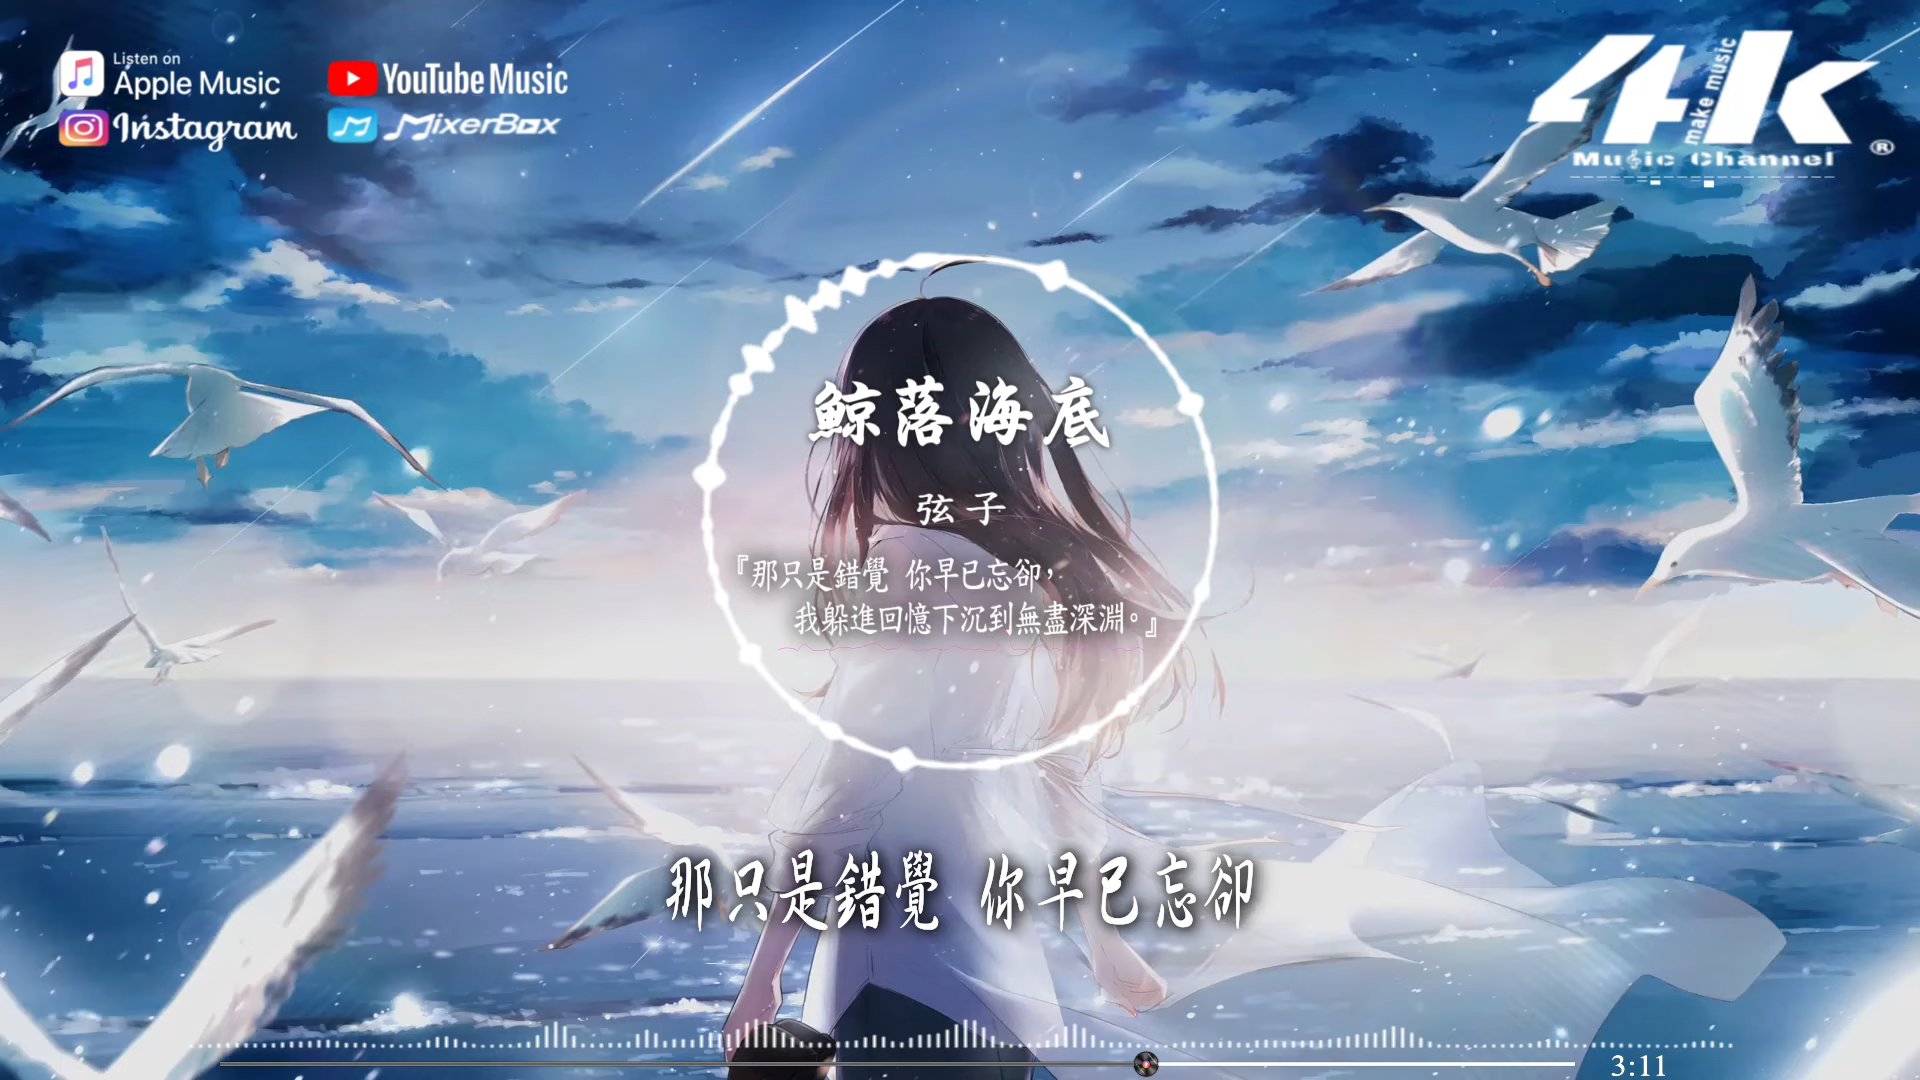 Listen on
Apple Music
YouTube Music
Instagram
MixerBox
4K
make music
Music Channel ®
鯨落海底
弦子
『那只是錯覺 你早已忘卻，
我躲進回憶下沉到無盡深淵。』
那只是錯覺 你早已忘卻
3:11